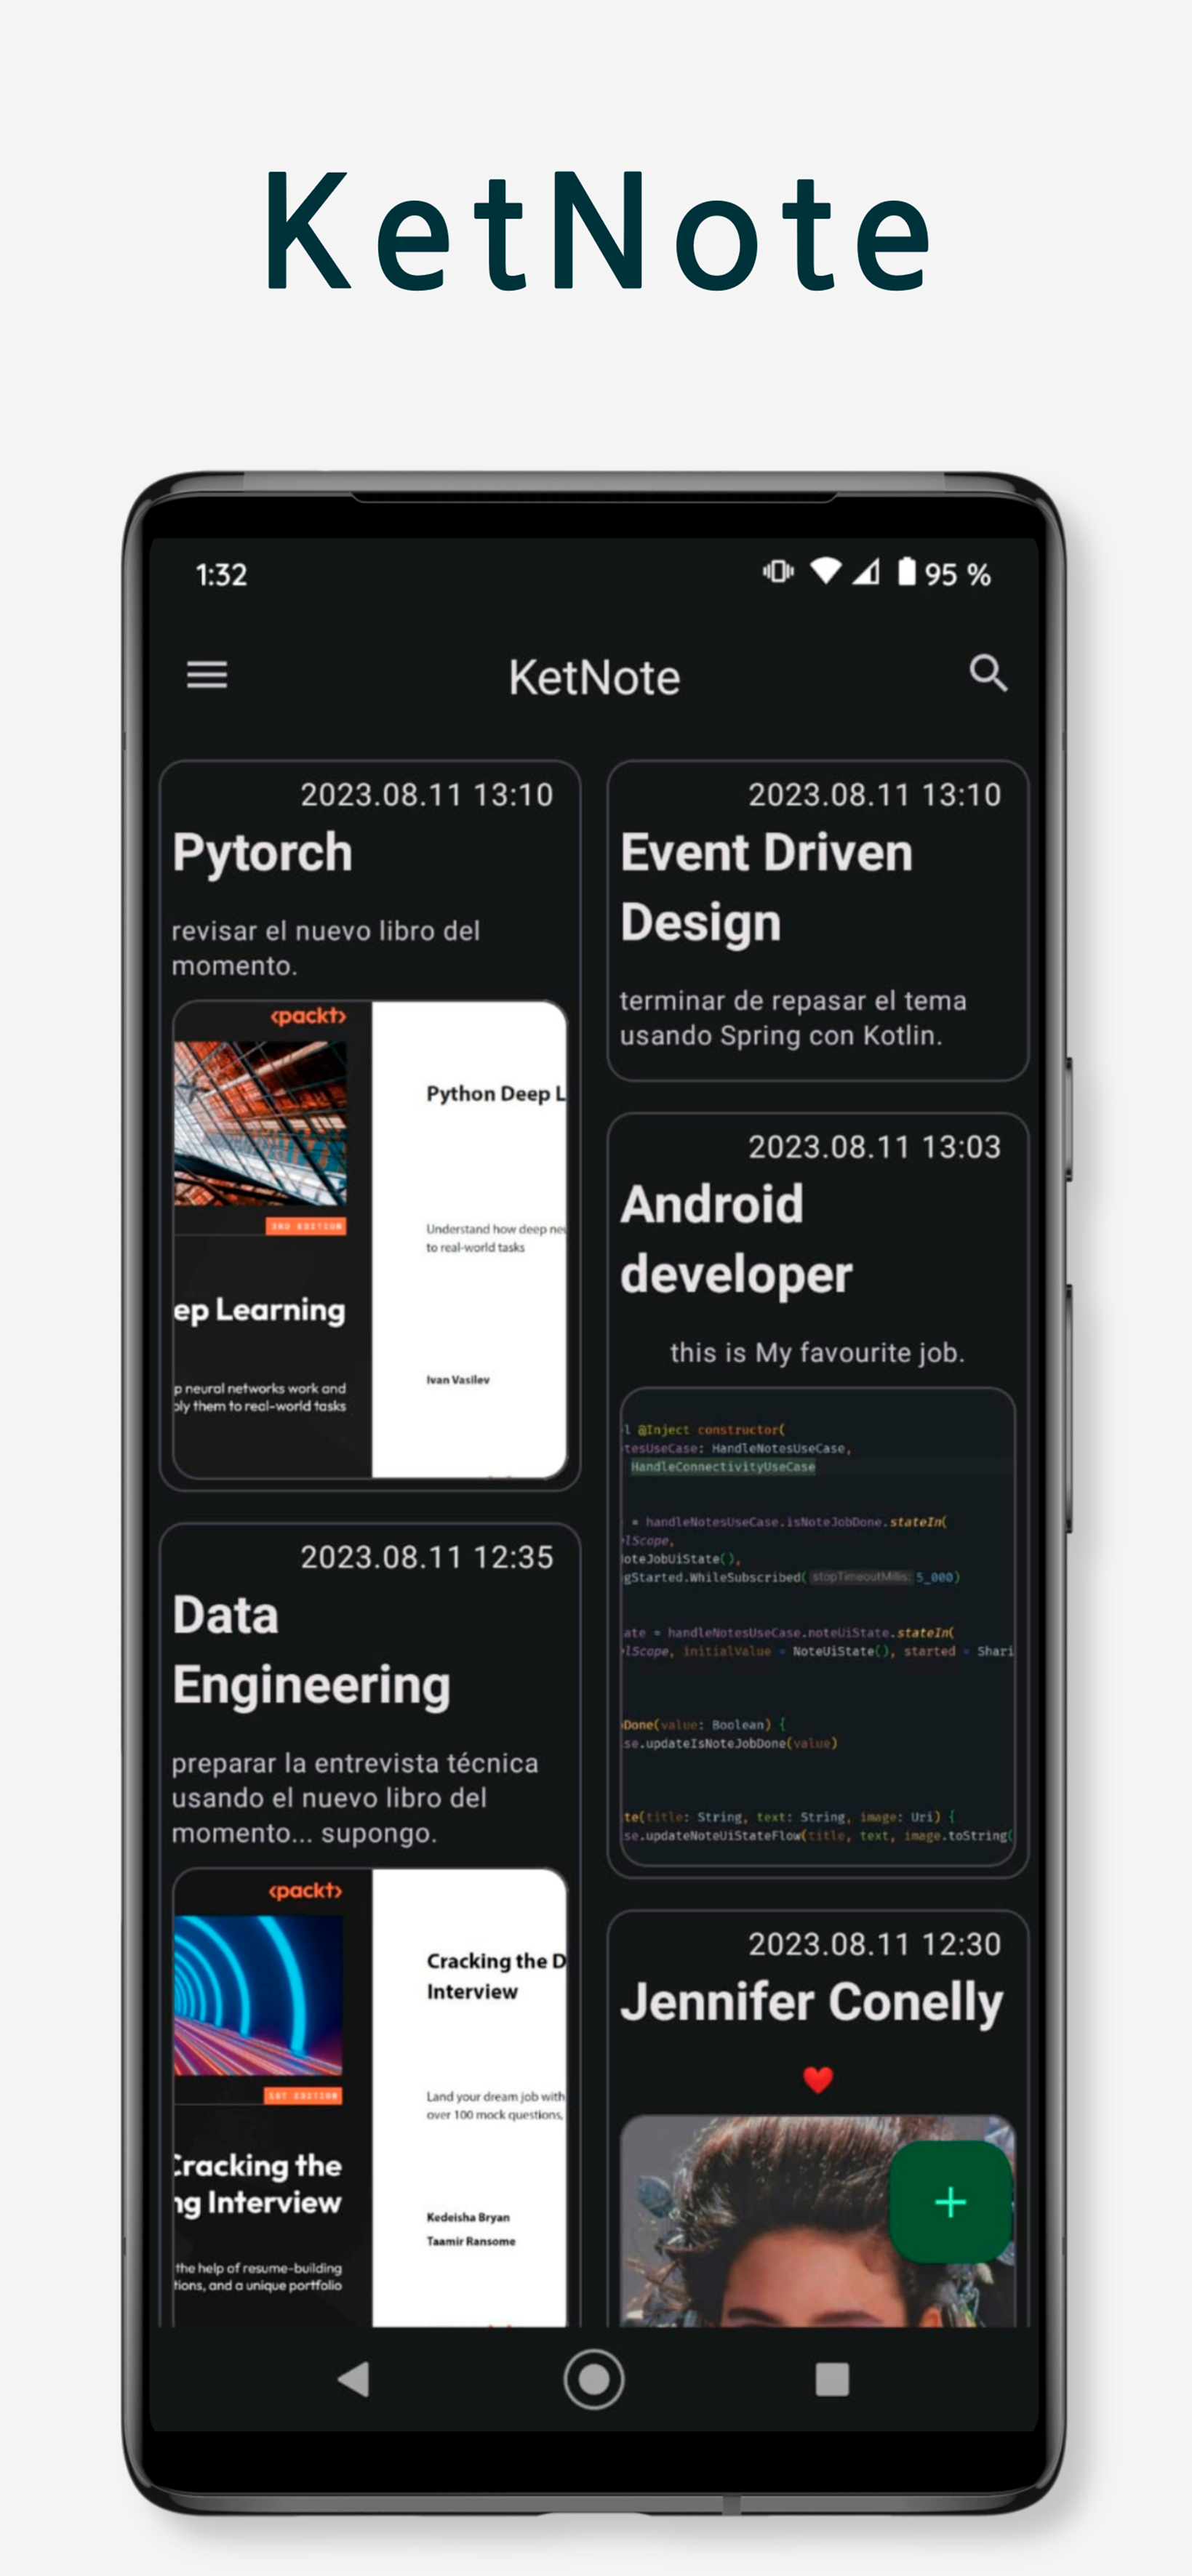 KetNote
1:32
95 %
KetNote
2023.08.11 13:10
Pytorch
revisar el nuevo libro del
momento.
<packt>
3RD EDITION
ep Learning
p neural networks work and
ply them to real-world tasks
Python Deep L
Understand how deep neu
to real-world tasks
Ivan Vasilev
2023.08.11 12:35
Data
Engineering
preparar la entrevista técnica
usando el nuevo libro del
momento... supongo.
<packt>
1ST EDITION
Cracking the
ng Interview
the help of resume-building
tions, and a unique portfolio
Cracking the D
Interview
Land your dream job with
over 100 mock questions,
Kedeisha Bryan
Taamir Ransome
2023.08.11 13:10
Event Driven
Design
terminar de repasar el tema
usando Spring con Kotlin.
2023.08.11 13:03
Android
developer
this is My favourite job.
l @Inject constructor(
tesUseCase: HandleNotesUseCase,
HandleConnectivityUseCase
= handleNotesUseCase.isNoteJobDone.stateIn(
lScope,
NoteJobUiState(),
gStarted.WhileSubscribed( stopTimeoutMillis: 5_000)
ate = handleNotesUseCase.noteUiState.stateIn(
lScope, initialValue = NoteUiState(), started = Shari
Done(value: Boolean) {
se.updateIsNoteJobDone(value)
te(title: String, text: String, image: Uri) {
se.updateNoteUiStateFlow(title, text, image.toString(
2023.08.11 12:30
Jennifer Conelly